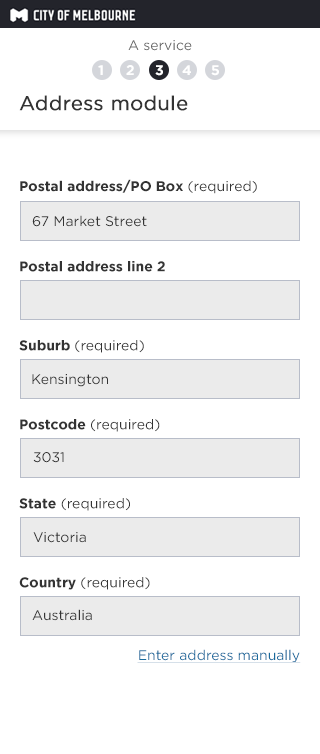 CITY OF MELBOURNE
A service
1 2 3 4 5
Address module
Postal address/PO Box (required)
67 Market Street
Postal address line 2
Suburb (required)
Kensington
Postcode (required)
3031
State (required)
Victoria
Country (required)
Australia
Enter address manually